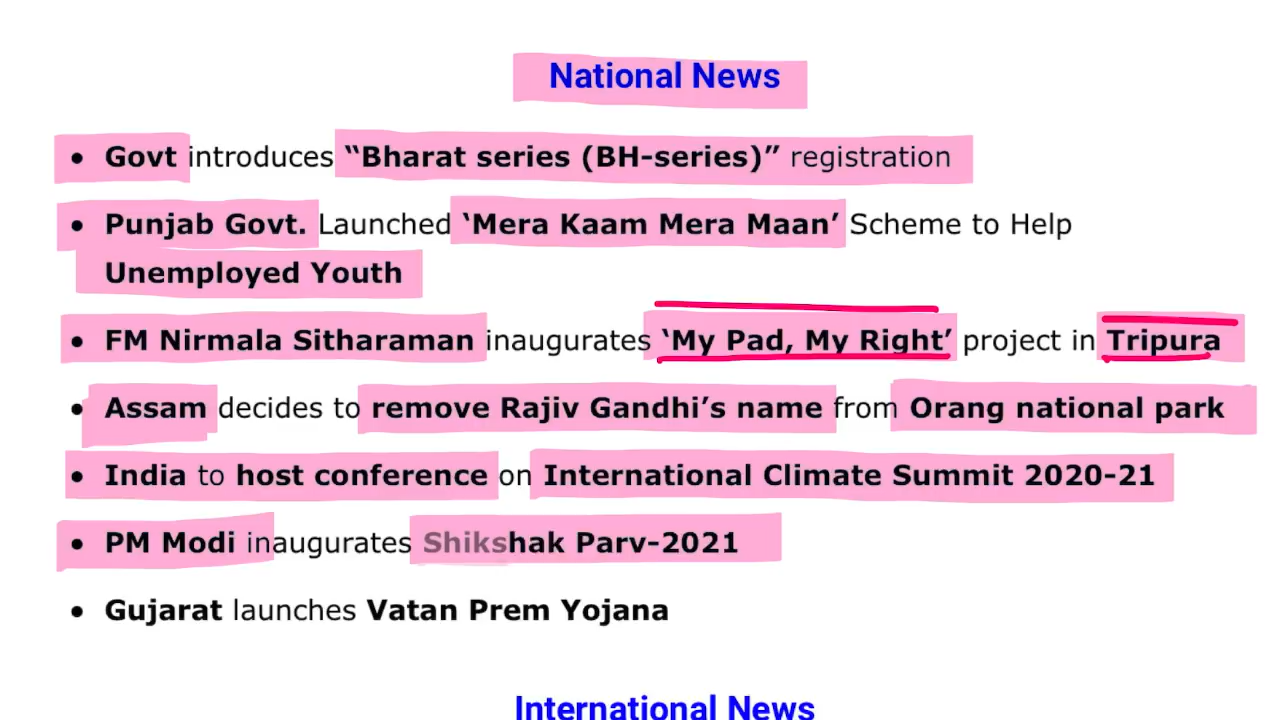 National News
• Govt introduces “Bharat series (BH-series)” registration
• Punjab Govt. Launched ‘Mera Kaam Mera Maan’ Scheme to Help
Unemployed Youth
• FM Nirmala Sitharaman inaugurates ‘My Pad, My Right’ project in Tripura
• Assam decides to remove Rajiv Gandhi’s name from Orang national park
• India to host conference on International Climate Summit 2020-21
• PM Modi inaugurates Shikshak Parv-2021
• Gujarat launches Vatan Prem Yojana
International News